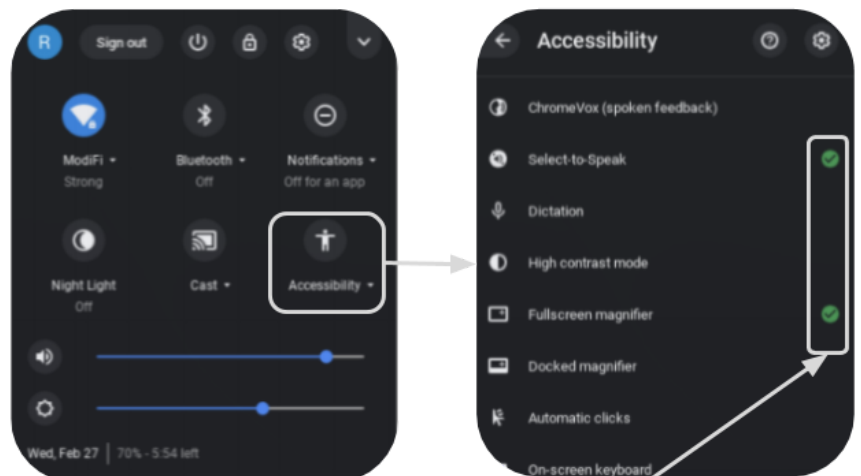 R
Sign out
ModiFi
Strong
Bluetooth
Off
Notifications
Off for an app
Night Light
Off
Cast
Accessibility
Wed, Feb 27 | 70% - 5:54 left
Accessibility
ChromeVox (spoken feedback)
Select-to-Speak
Dictation
High contrast mode
Fullscreen magnifier
Docked magnifier
Automatic clicks
On-screen keyboard